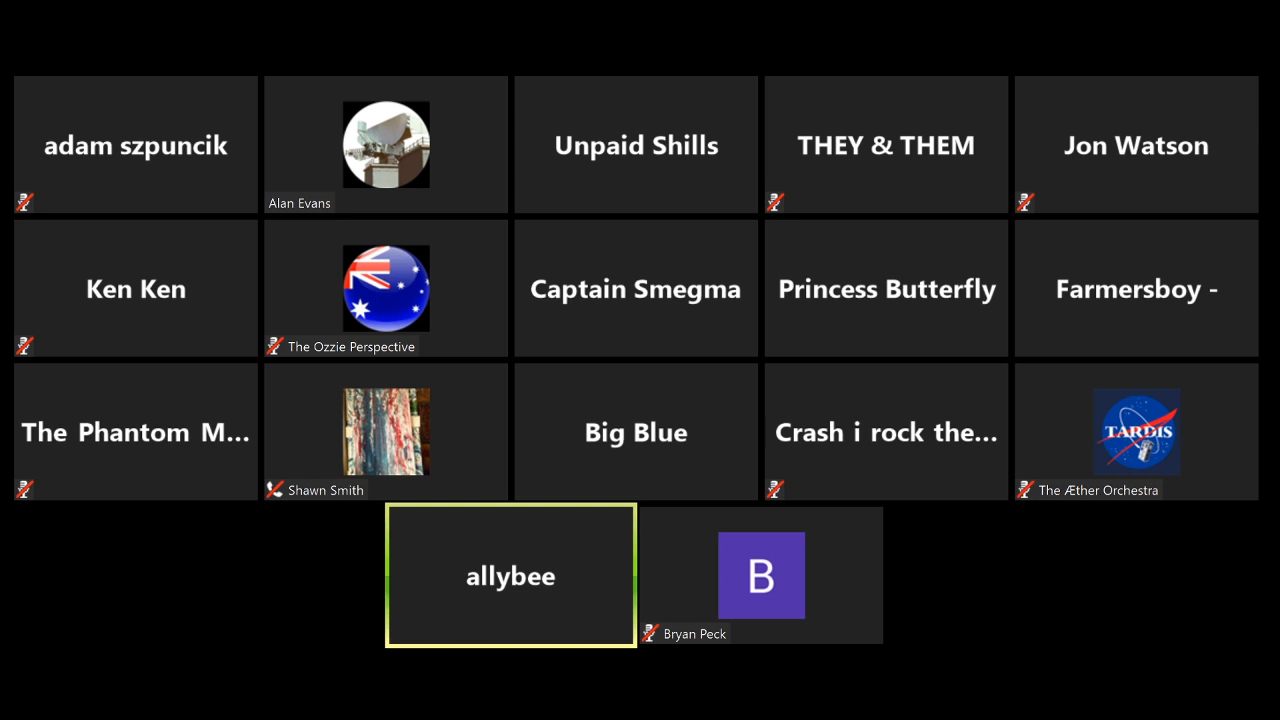 adam szpuncik
Alan Evans
Unpaid Shills
THEY & THEM
Jon Watson
Ken Ken
The Ozzie Perspective
Captain Smegma
Princess Butterfly
Farmersboy -
The Phantom M...
Shawn Smith
Big Blue
Crash i rock the...
TARDIS
The Æther Orchestra
allybee
B
Bryan Peck